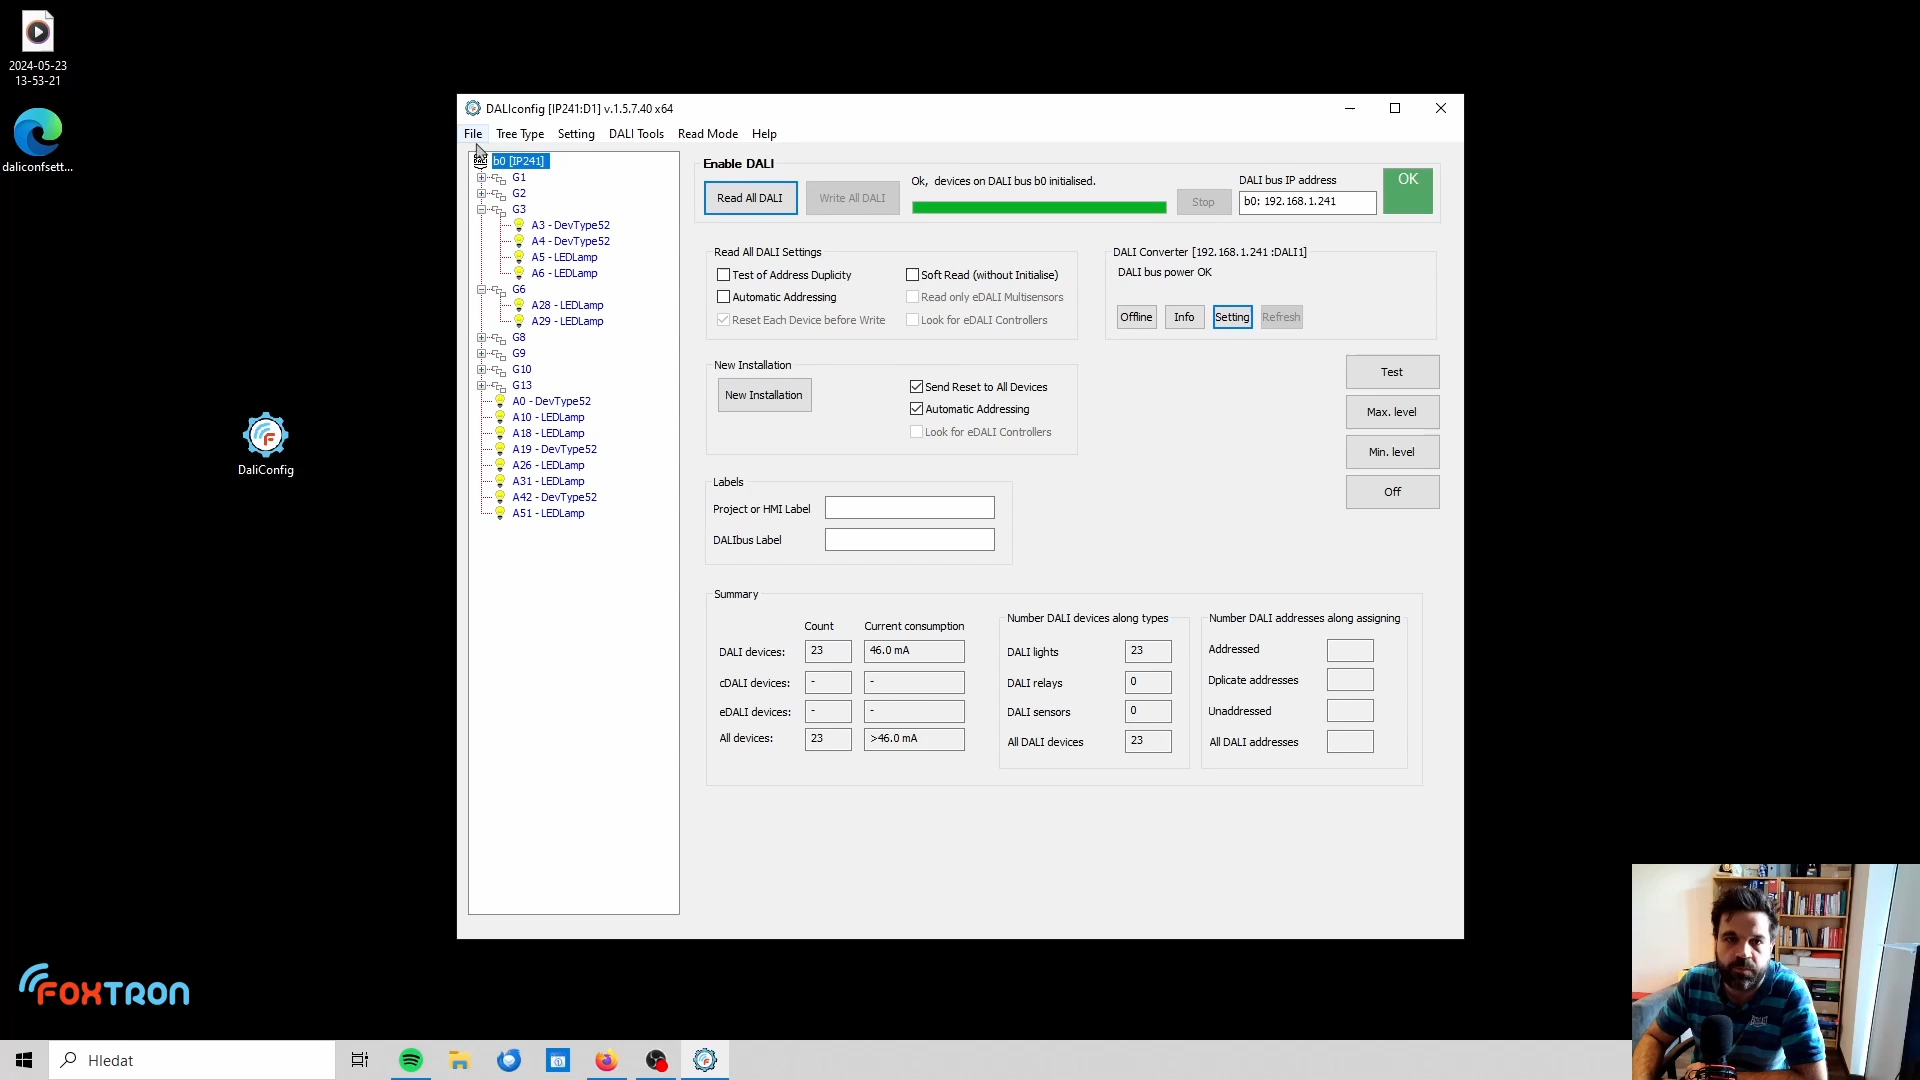 2024-05-23
13-53-21
daliconfsett...
DaliConfig
FOXTRON
DALIconfig [IP241:D1] v.1.5.7.40 x64
File Tree Type Setting DALI Tools Read Mode Help
b0 [IP241]
G1
G2
G3
A3 - DevType52
A4 - DevType52
A5 - LEDLamp
A6 - LEDLamp
G6
A28 - LEDLamp
A29 - LEDLamp
G8
G9
G10
G13
A0 - DevType52
A10 - LEDLamp
A18 - LEDLamp
A19 - DevType52
A26 - LEDLamp
A31 - LEDLamp
A42 - DevType52
A51 - LEDLamp
Enable DALI
Read All DALI Write All DALI
Ok, devices on DALI bus b0 initialised.
Stop
DALI bus IP address
b0: 192.168.1.241
OK
Read All DALI Settings
Test of Address Duplicity Soft Read (without Initialise)
Automatic Addressing Read only eDALI Multisensors
Reset Each Device before Write Look for eDALI Controllers
DALI Converter [192.168.1.241 :DALI1]
DALI bus power OK
Offline Info Setting Refresh
New Installation
New Installation
Send Reset to All Devices
Automatic Addressing
Look for eDALI Controllers
Test
Max. level
Min. level
Off
Labels
Project or HMI Label
DALIbus Label
Summary
Count Current consumption
DALI devices: 23 46.0 mA
cDALI devices: - -
eDALI devices: - -
All devices: 23 >46.0 mA
Number DALI devices along types
DALI lights 23
DALI relays 0
DALI sensors 0
All DALI devices 23
Number DALI addresses along assigning
Addressed
Dplicate addresses
Unaddressed
All DALI addresses
Hledat